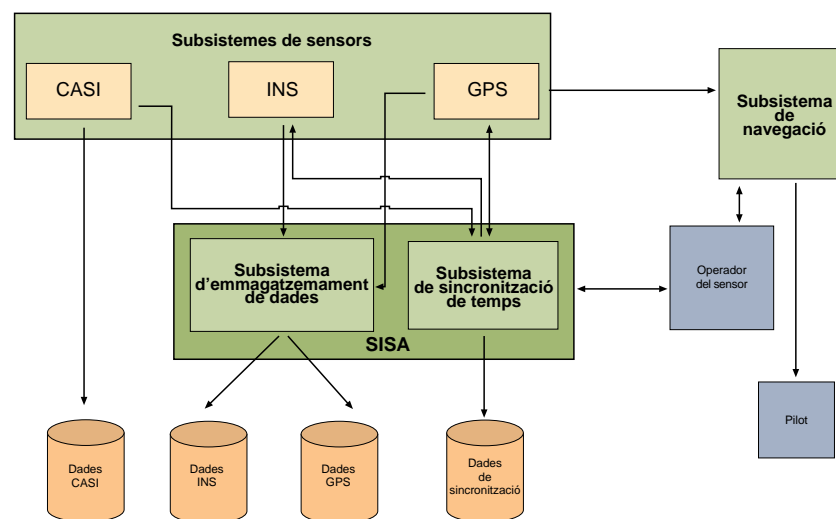 Subsistemes de sensors
CASI
INS
GPS
Subsistema
de
navegació
Subsistema
d'emmagatzemament
de dades
Subsistema
de sincronització
de temps
SISA
Operador
del sensor
Pilot
Dades
CASI
Dades
INS
Dades
GPS
Dades
de
sincronització